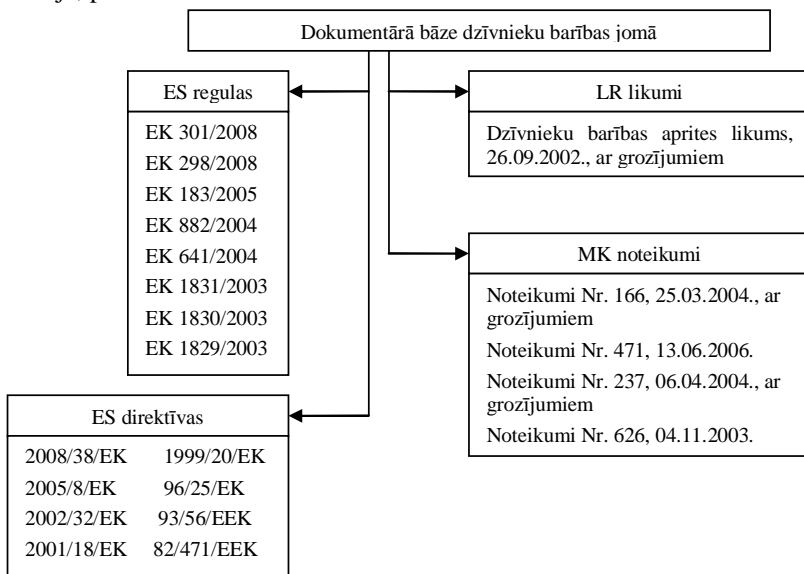 Dokumentārā bāze dzīvnieku barības jomā
ES regulas
EK 301/2008
EK 298/2008
EK 183/2005
EK 882/2004
EK 641/2004
EK 1831/2003
EK 1830/2003
EK 1829/2003
LR likumi
Dzīvnieku barības aprites likums,
26.09.2002., ar grozījumiem
MK noteikumi
Noteikumi Nr. 166, 25.03.2004., ar
grozījumiem
Noteikumi Nr. 471, 13.06.2006.
Noteikumi Nr. 237, 06.04.2004., ar
grozījumiem
Noteikumi Nr. 626, 04.11.2003.
ES direktīvas
2008/38/EK 1999/20/EK
2005/8/EK 96/25/EK
2002/32/EK 93/56/EEK
2001/18/EK 82/471/EEK